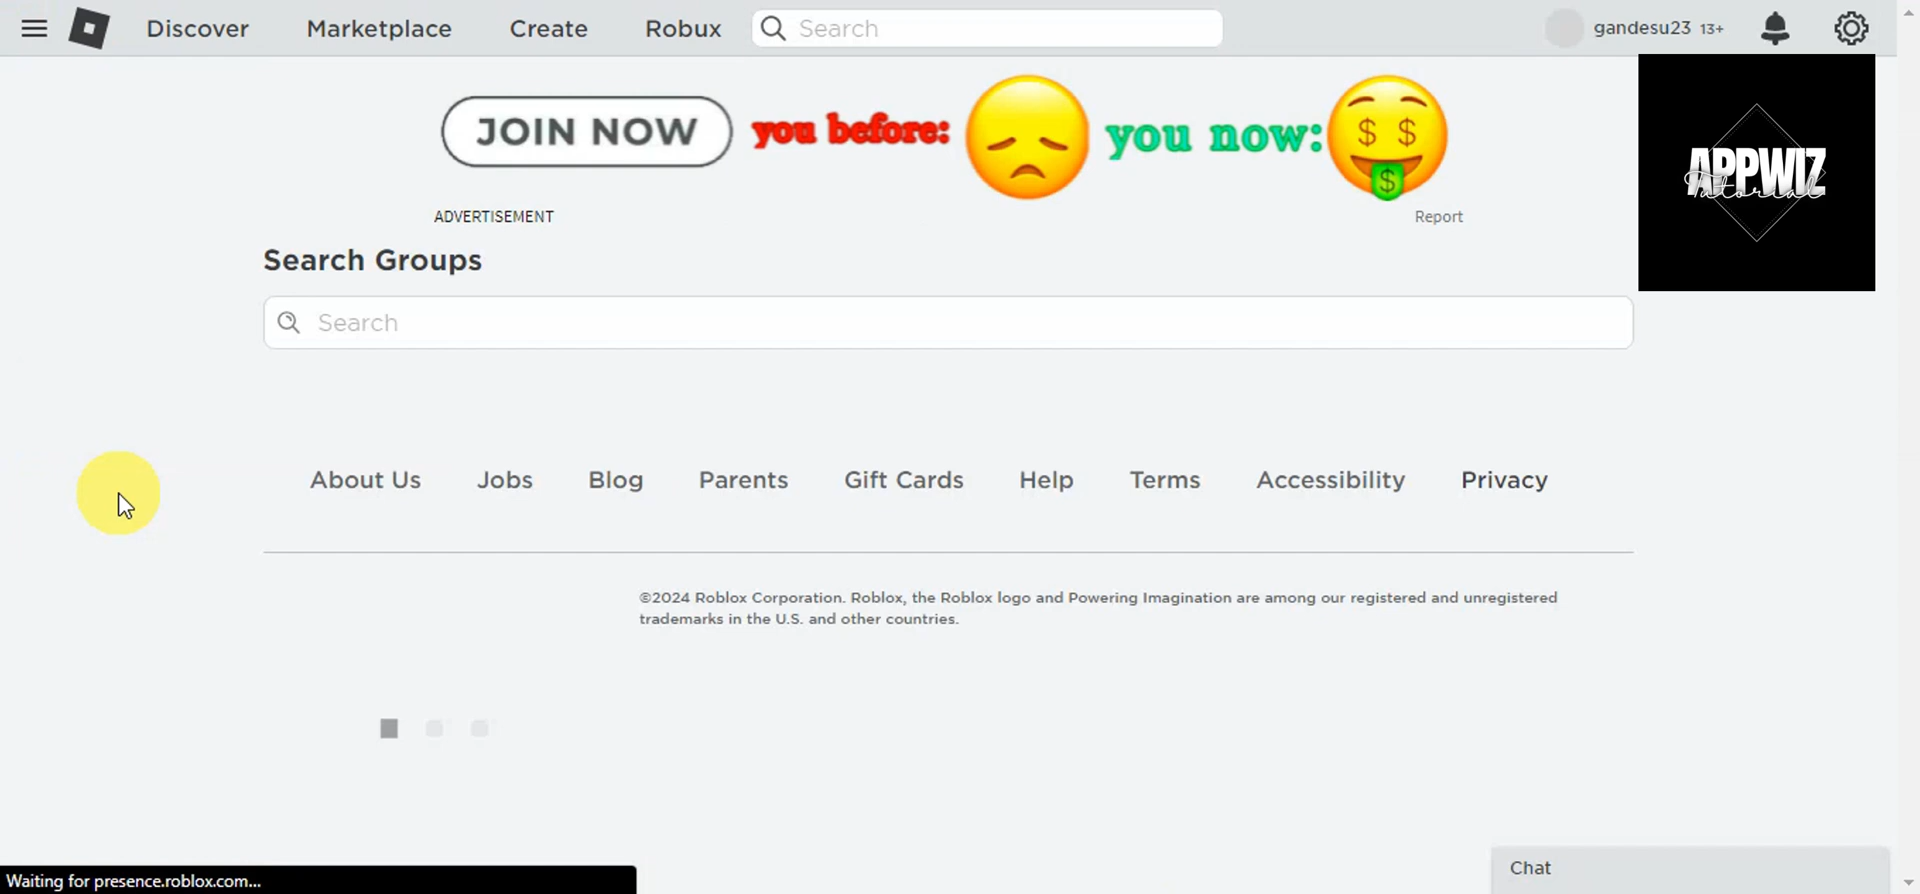 Discover Marketplace Create Robux Search gandesu23 13+
JOIN NOW you before: you now:
$ $
$
ADVERTISEMENT Report
APPWIZ
Tutorial
Search Groups
Search
About Us Jobs Blog Parents Gift Cards Help Terms Accessibility Privacy
©2024 Roblox Corporation. Roblox, the Roblox logo and Powering Imagination are among our registered and unregistered
trademarks in the U.S. and other countries.
Chat
Waiting for presence.roblox.com...